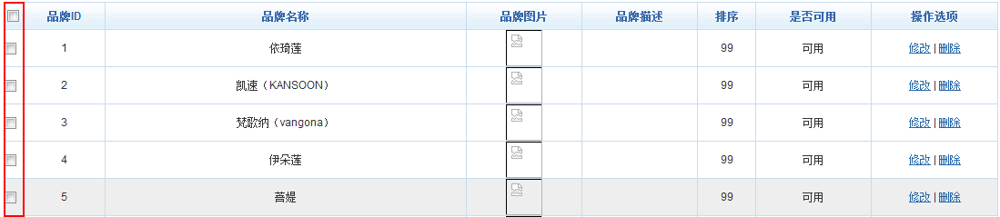 品牌ID 品牌名称 品牌图片 品牌描述 排序 是否可用 操作选项
1 依琦莲 99 可用 修改 | 删除
2 凯速（KANSOON） 99 可用 修改 | 删除
3 梵歌纳（vangona） 99 可用 修改 | 删除
4 伊朵莲 99 可用 修改 | 删除
5 菩媞 99 可用 修改 | 删除